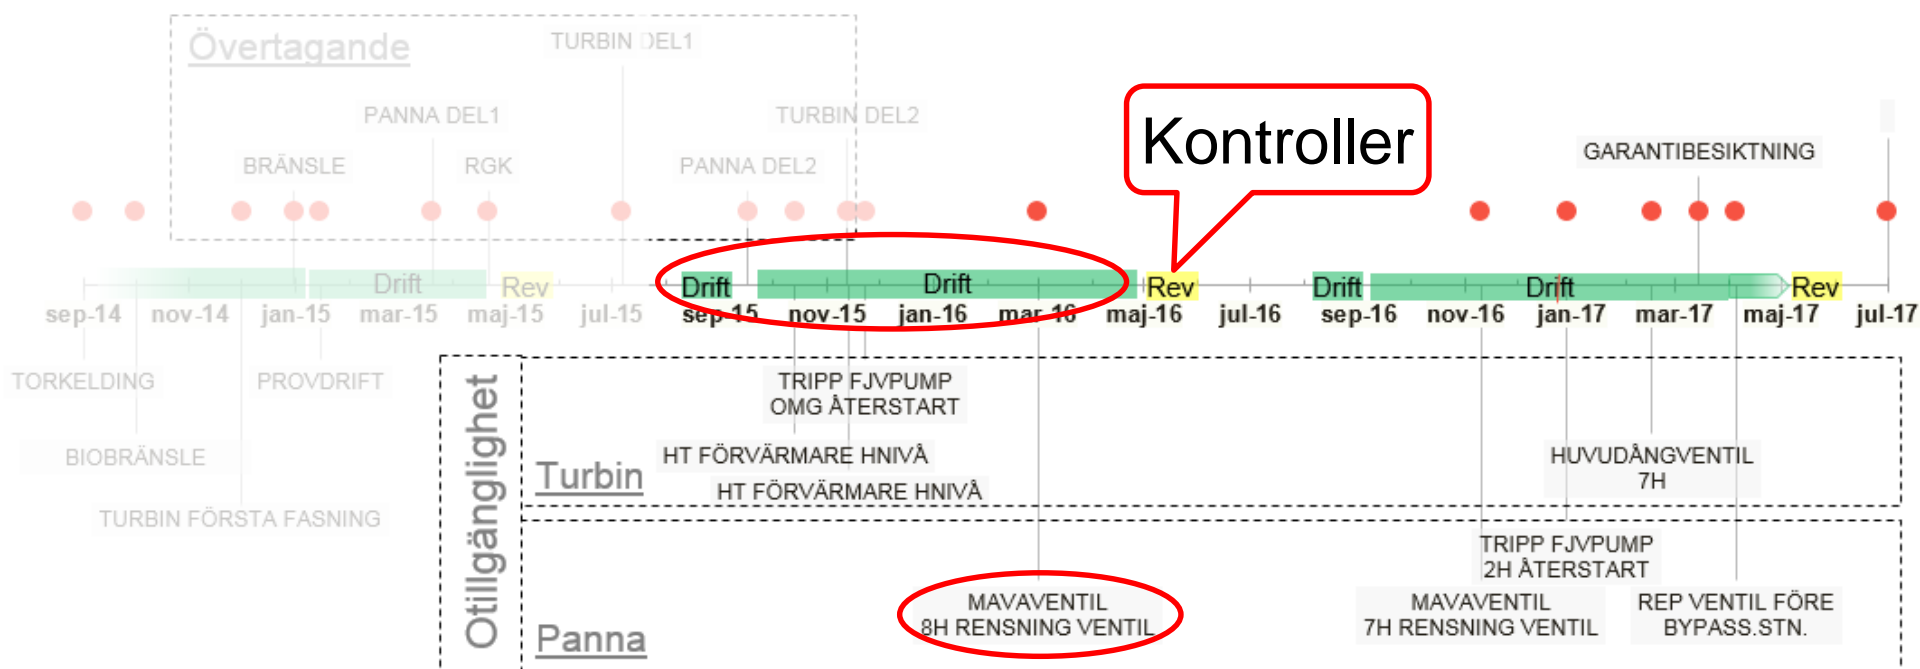 Övertagande
TURBIN DEL1
PANNA DEL1
TURBIN DEL2
BRÄNSLE
RGK
PANNA DEL2
Kontroller
GARANTIBESIKTNING
Drift
Rev
Drift
Drift
Rev
Drift
Drift
Rev
sep-14 nov-14 jan-15 mar-15 maj-15 jul-15 sep-15 nov-15 jan-16 mar-16 maj-16 jul-16 sep-16 nov-16 jan-17 mar-17 maj-17 jul-17
TORKELDING
PROVDRIFT
BIOBRÄNSLE
TURBIN FÖRSTA FASNING
Otillgänglighet
Turbin
TRIPP FJVPUMP
OMG ÅTERSTART
HT FÖRVÄRMARE HNIVÅ
HT FÖRVÄRMARE HNIVÅ
HUVUDÅNGVENTIL
7H
Panna
MAVAVENTIL
8H RENSNING VENTIL
TRIPP FJVPUMP
2H ÅTERSTART
MAVAVENTIL
7H RENSNING VENTIL
REP VENTIL FÖRE
BYPASS.STN.